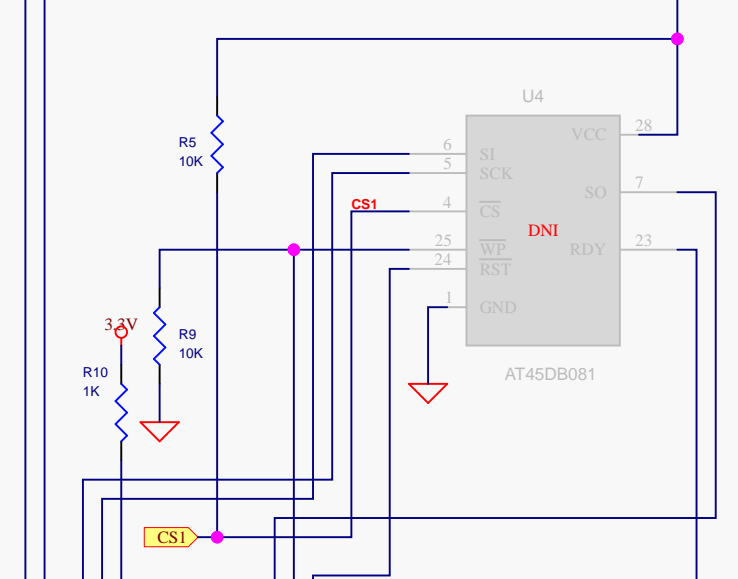 U4
VCC
28
R5
10K
6
SI
5
SCK
7
SO
CS1
4
CS
DNI
25
WP
RDY
23
24
RST
1
GND
3.3V
R9
10K
R10
1K
AT45DB081
CS1